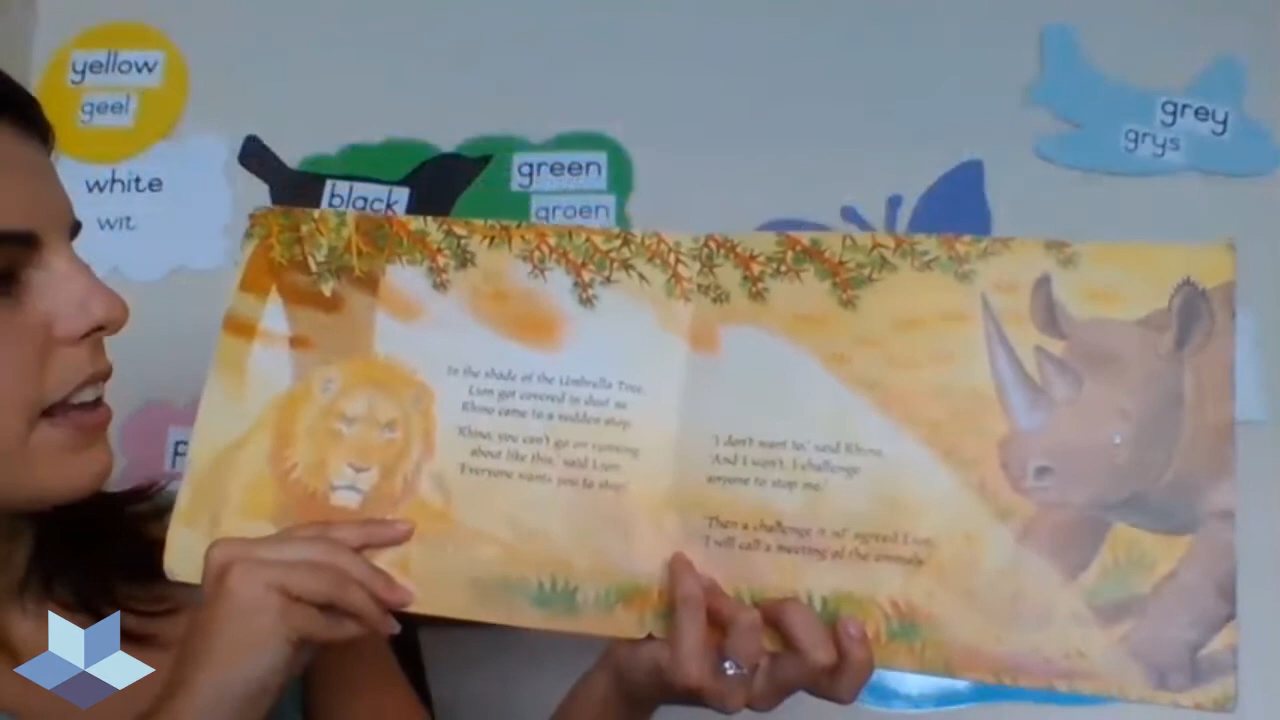 yellow
geel
white
wit
black
green
groen
grey
grys
P
In the shade of the Umbrella Tree,
Lion got covered in dust as
Rhino came to a sudden stop.
'Rhino, you can't go on running
about like this,' said Lion.
'Everyone wants you to stop.'
'I don't want to,' said Rhino.
'And I won't. I challenge
anyone to stop me.'
'Then a challenge it is!' agreed Lion.
'I will call a meeting of the animals.'